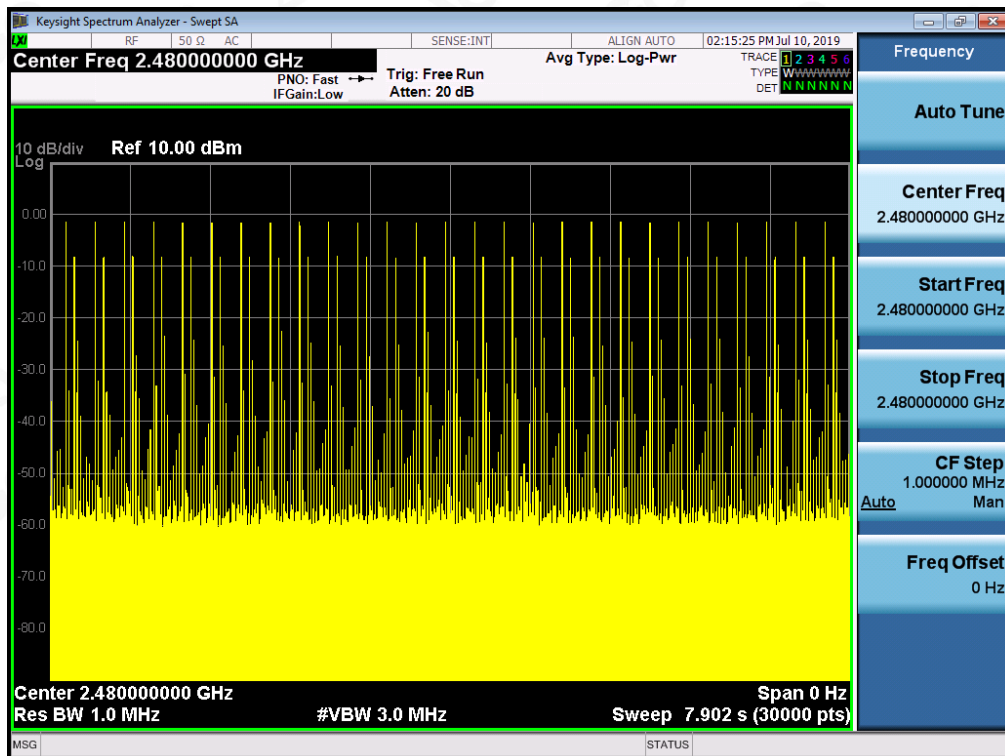 Keysight Spectrum Analyzer - Swept SA
LXI RF 50 Ω AC SENSE:INT ALIGN AUTO 02:15:25 PM Jul 10, 2019
Center Freq 2.480000000 GHz
PNO: Fast
IFGain:Low
Trig: Free Run
Atten: 20 dB
Avg Type: Log-Pwr
TRACE 1 2 3 4 5 6
TYPE W W W W W W
DET N N N N N N
10 dB/div Ref 10.00 dBm
Log
0.00
-10.0
-20.0
-30.0
-40.0
-50.0
-60.0
-70.0
-80.0
Center 2.480000000 GHz Span 0 Hz
Res BW 1.0 MHz #VBW 3.0 MHz Sweep 7.902 s (30000 pts)
MSG STATUS
Frequency
Auto Tune
Center Freq
2.480000000 GHz
Start Freq
2.480000000 GHz
Stop Freq
2.480000000 GHz
CF Step
1.000000 MHz
Auto Man
Freq Offset
0 Hz